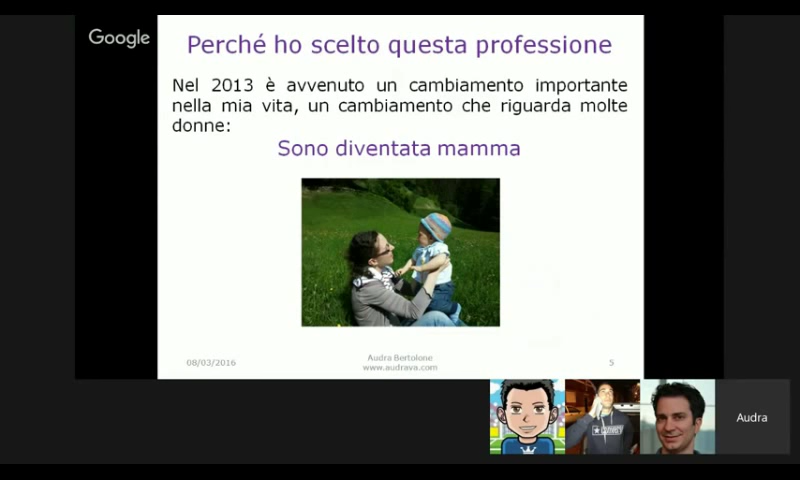 Google
Perché ho scelto questa professione
Nel 2013 è avvenuto un cambiamento importante
nella mia vita, un cambiamento che riguarda molte
donne:
Sono diventata mamma
08/03/2016
Audra Bertolone
www.audrava.com
5
Audra